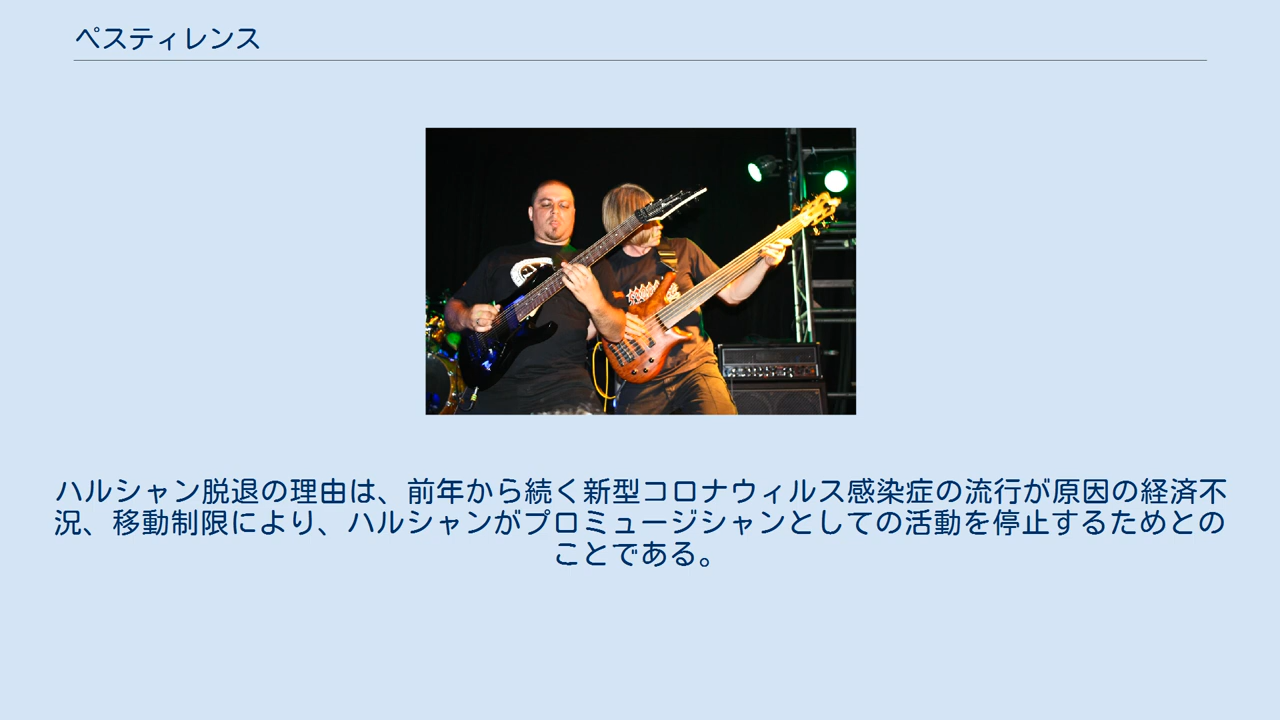 ペスティレンス
ハルシャン脱退の理由は、前年から続く新型コロナウィルス感染症の流行が原因の経済不
況、移動制限により、ハルシャンがプロミュージシャンとしての活動を停止するためとの
ことである。